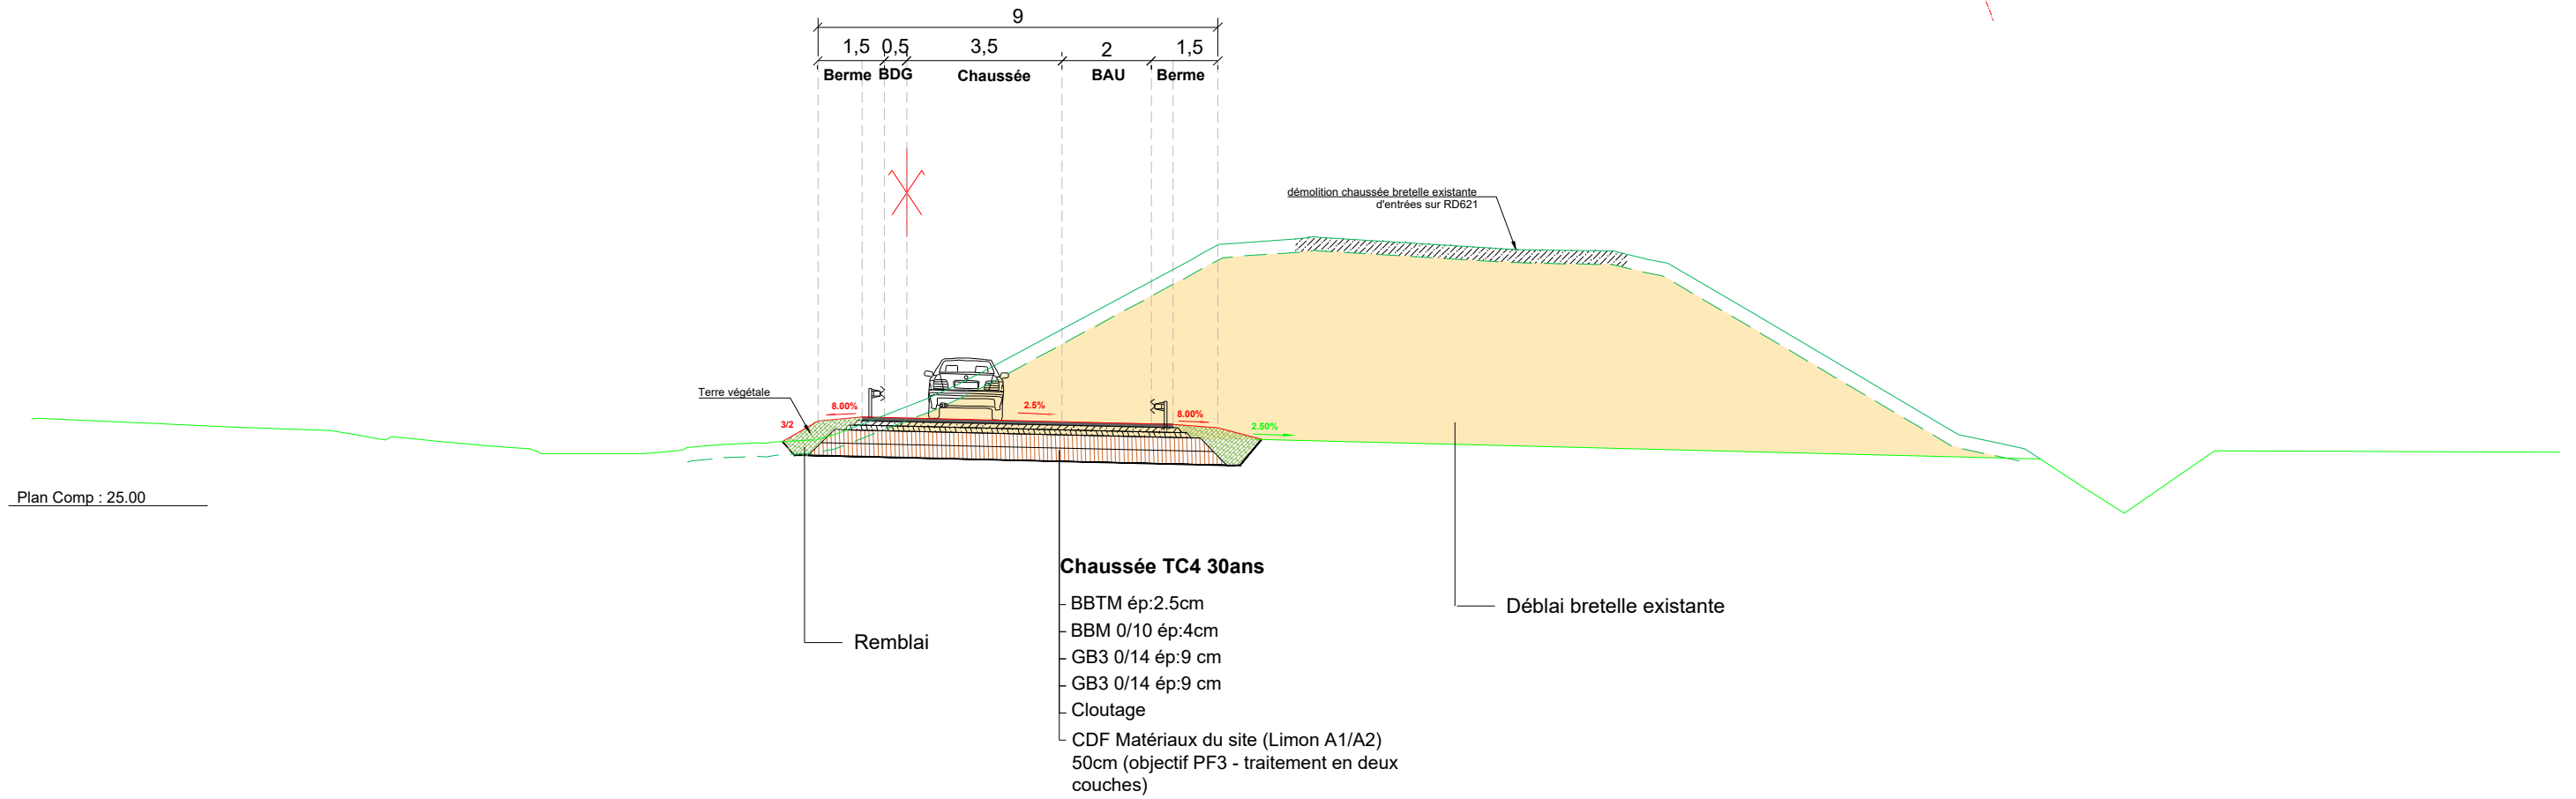 9
1,5 0,5 3,5 2 1,5
Berme BDG Chaussée BAU Berme
démolition chaussée bretelle existante
d'entrées sur RD621
Terre végétale
8.00%
2.5%
8.00%
3/2
2.50%
Plan Comp : 25.00
Chaussée TC4 30ans
BBTM ép:2.5cm
BBM 0/10 ép:4cm
GB3 0/14 ép:9 cm
GB3 0/14 ép:9 cm
Cloutage
CDF Matériaux du site (Limon A1/A2)
50cm (objectif PF3 - traitement en deux
couches)
Remblai
Déblai bretelle existante